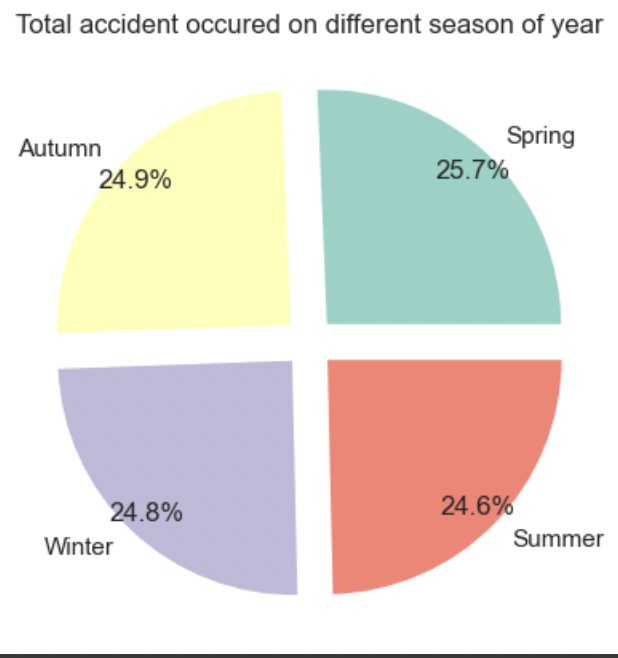 Total accident occured on different season of year
Spring
25.7%
Autumn
24.9%
24.8%
Winter
24.6%
Summer